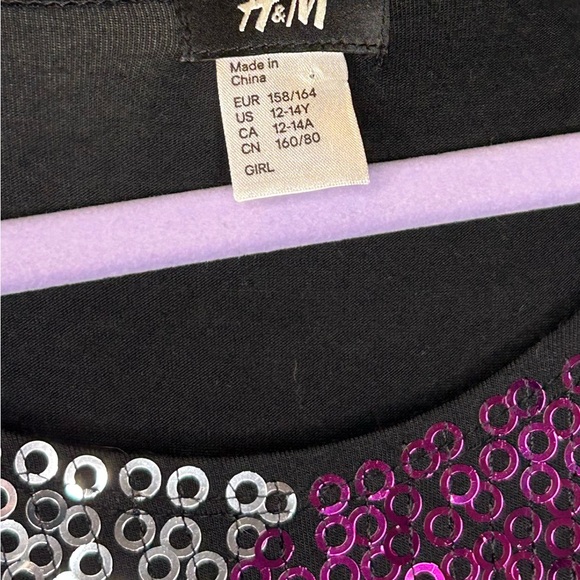 H&M
Made in
China
EUR 158/164
US 12-14Y
CA 12-14A
CN 160/80
GIRL